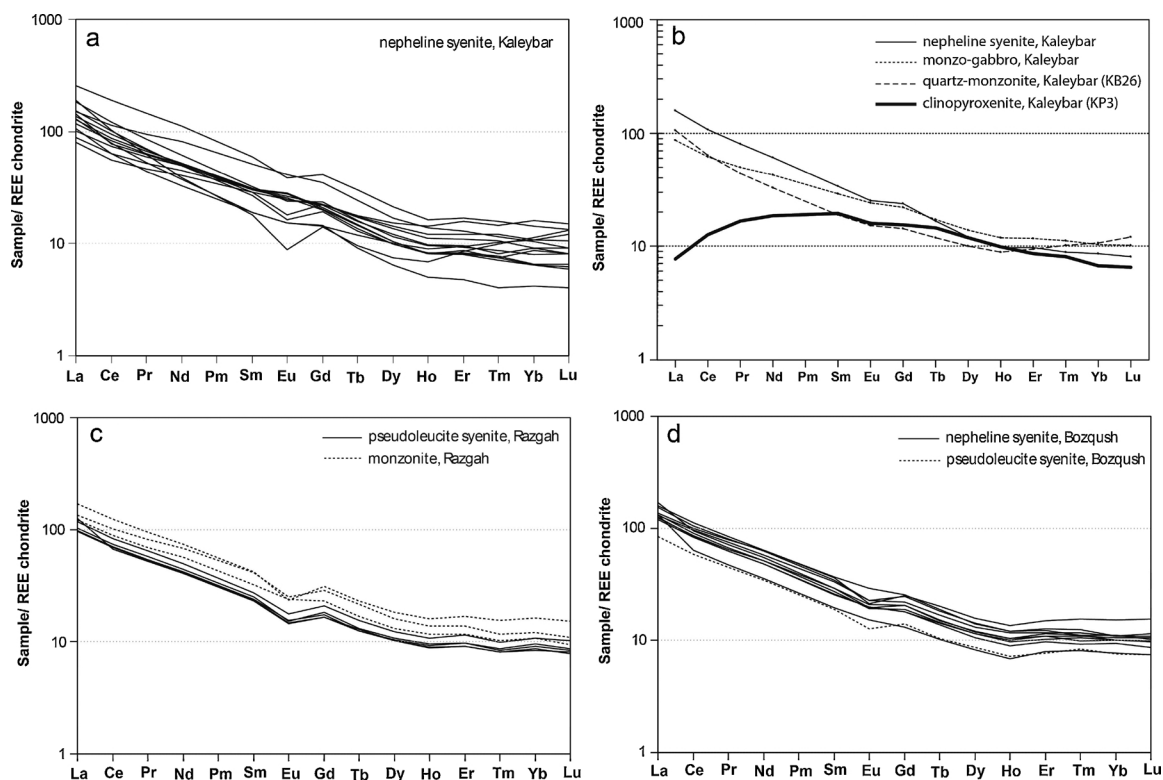 a
nepheline syenite, Kaleybar
1000
100
10
1
Sample/ REE chondrite
La Ce Pr Nd Pm Sm Eu Gd Tb Dy Ho Er Tm Yb Lu
b
nepheline syenite, Kaleybar
monzo-gabbro, Kaleybar
quartz-monzonite, Kaleybar (KB26)
clinopyroxenite, Kaleybar (KP3)
1000
100
10
1
Sample/ REE chondrite
La Ce Pr Nd Pm Sm Eu Gd Tb Dy Ho Er Tm Yb Lu
c
pseudoleucite syenite, Razgah
monzonite, Razgah
1000
100
10
1
Sample/ REE chondrite
La Ce Pr Nd Pm Sm Eu Gd Tb Dy Ho Er Tm Yb Lu
d
nepheline syenite, Bozqush
pseudoleucite syenite, Bozqush
1000
100
10
1
Sample/ REE chondrite
La Ce Pr Nd Pm Sm Eu Gd Tb Dy Ho Er Tm Yb Lu